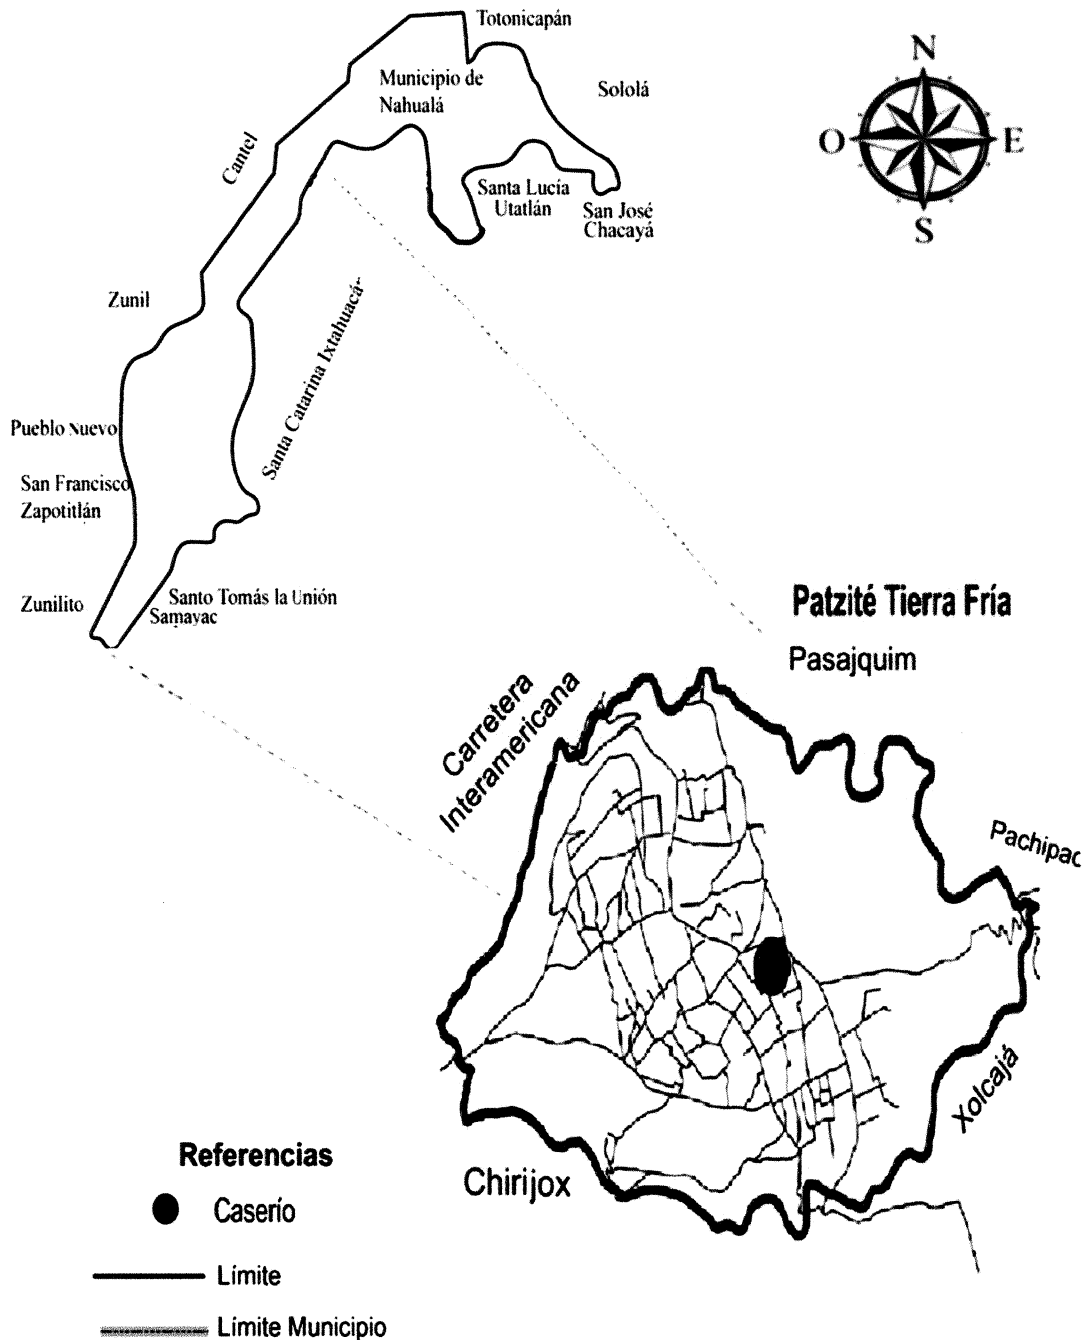 Totonicapán
Municipio de
Nahualá
Sololá
N
O
E
S
Cantel
Santa Lucía
Utatlán
San José
Chacayá
Zunil
Santa Catarina Ixtahuacár
Pueblo Nuevo
San Francisco
Zapotitlán
Zunilito
Santo Tomás la Unión
Samayac
Patzité Tierra Fría
Pasajquim
Carretera
Interamericana
Pachipac
Xolcajá
Chirijox
Referencias
Caserío
Límite
Límite Municipio